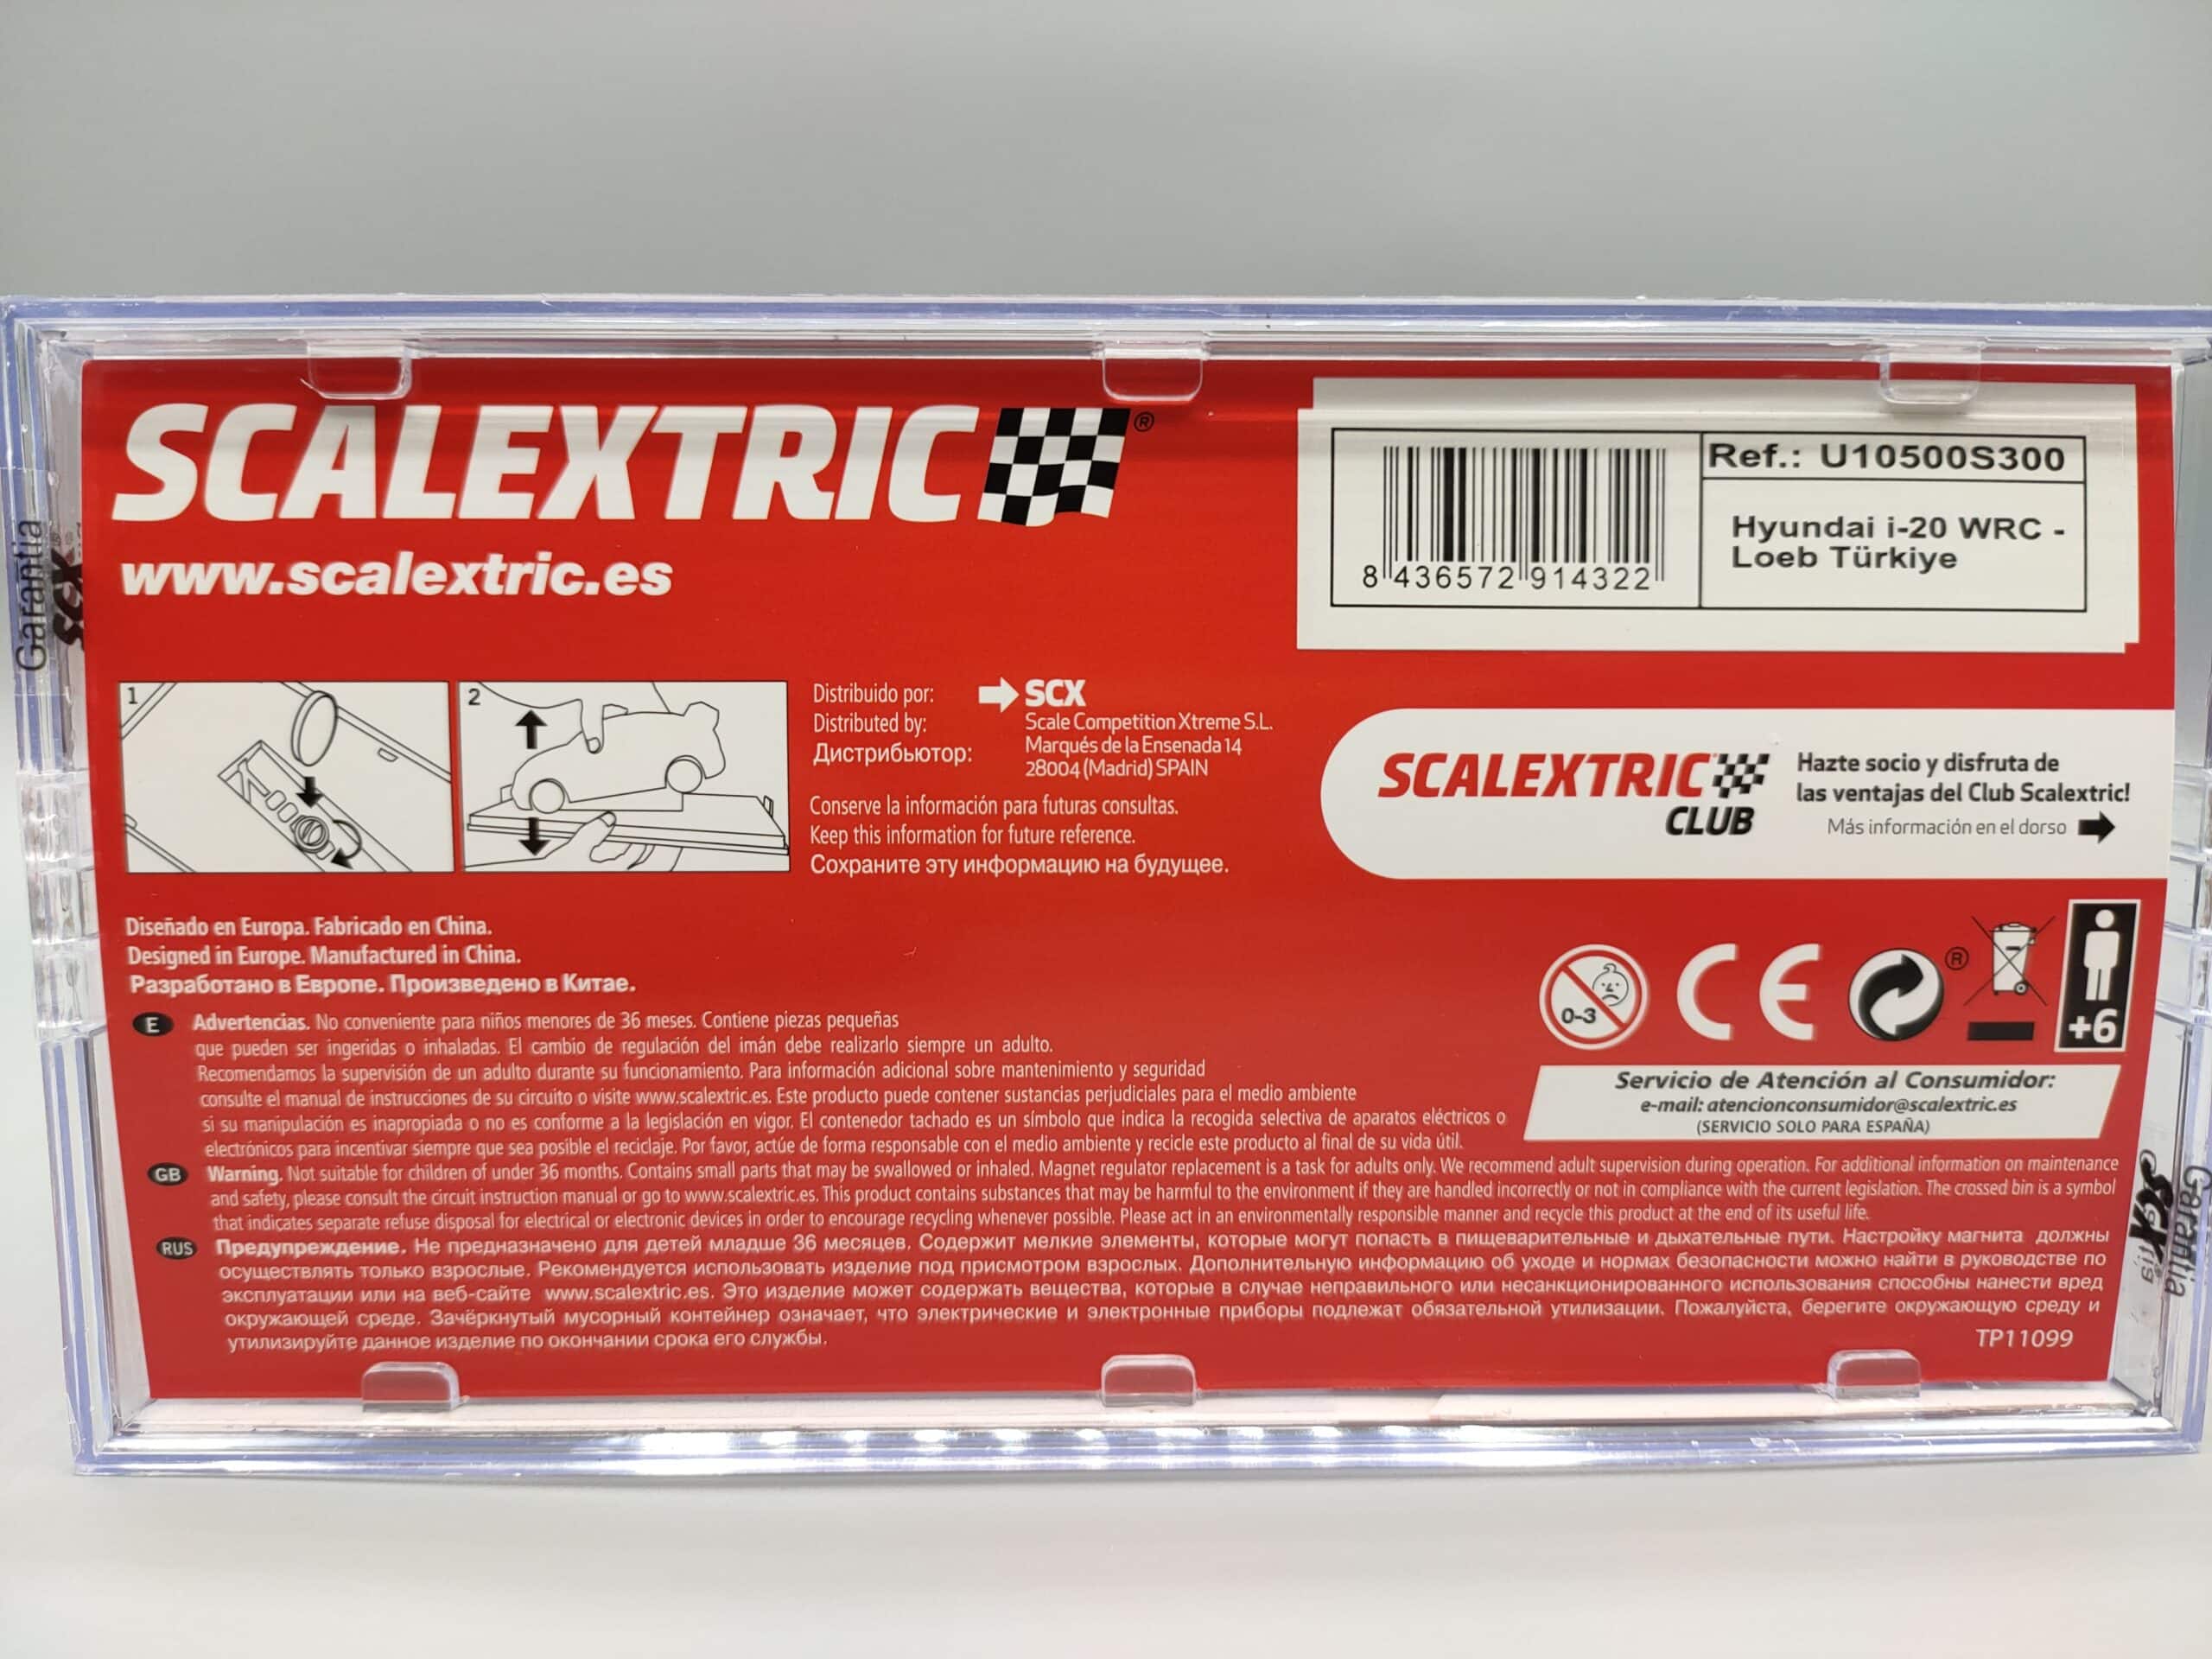 SCALEXTRIC ®
www.scalextric.es
8 436572 914322
Ref.: U10500S300
Hyundai i-20 WRC -
Loeb Türkiye
Garantia
SCX
1
2
Distribuido por:
Distributed by:
Дистрибьютор:
SCX
Scale Competition Xtreme S.L.
Marqués de la Ensenada 14
28004 (Madrid) SPAIN
Conserve la información para futuras consultas.
Keep this information for future reference.
Сохраните эту информацию на будущее.
SCALEXTRIC
CLUB
Hazte socio y disfruta de
las ventajas del Club Scalextric!
Más información en el dorso
Diseñado en Europa. Fabricado en China.
Designed in Europe. Manufactured in China.
Разработано в Европе. Произведено в Китае.
0-3
CE
®
+6
Servicio de Atención al Consumidor:
e-mail: atencionconsumidor@scalextric.es
(SERVICIO SOLO PARA ESPAÑA)
E Advertencias. No conveniente para niños menores de 36 meses. Contiene piezas pequeñas
que pueden ser ingeridas o inhaladas. El cambio de regulación del imán debe realizarlo siempre un adulto.
Recomendamos la supervisión de un adulto durante su funcionamiento. Para información adicional sobre mantenimiento y seguridad
consulte el manual de instrucciones de su circuito o visite www.scalextric.es. Este producto puede contener sustancias perjudiciales para el medio ambiente
si su manipulación es inapropiada o no es conforme a la legislación en vigor. El contenedor tachado es un símbolo que indica la recogida selectiva de aparatos eléctricos o
electrónicos para incentivar siempre que sea posible el reciclaje. Por favor, actúe de forma responsable con el medio ambiente y recicle este producto al final de su vida útil.
GB Warning. Not suitable for children of under 36 months. Contains small parts that may be swallowed or inhaled. Magnet regulator replacement is a task for adults only. We recommend adult supervision during operation. For additional information on maintenance
and safety, please consult the circuit instruction manual or go to www.scalextric.es. This product contains substances that may be harmful to the environment if they are handled incorrectly or not in compliance with the current legislation. The crossed bin is a symbol
that indicates separate refuse disposal for electrical or electronic devices in order to encourage recycling whenever possible. Please act in an environmentally responsible manner and recycle this product at the end of its useful life.
RUS Предупреждение. Не предназначено для детей младше 36 месяцев. Содержит мелкие элементы, которые могут попасть в пищеварительные и дыхательные пути. Настройку магнита должны
осуществлять только взрослые. Рекомендуется использовать изделие под присмотром взрослых. Дополнительную информацию об уходе и нормах безопасности можно найти в руководстве по
эксплуатации или на веб-сайте www.scalextric.es. Это изделие может содержать вещества, которые в случае неправильного или несанкционированного использования способны нанести вред
окружающей среде. Зачёркнутый мусорный контейнер означает, что электрические и электронные приборы подлежат обязательной утилизации. Пожалуйста, берегите окружающую среду и
утилизируйте данное изделие по окончании срока его службы.
TP11099
Garantia
SCX